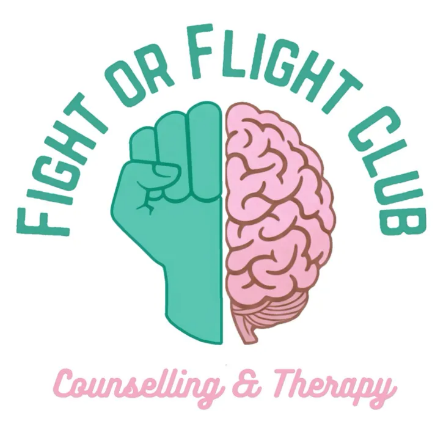 FIGHT OR FLIGHT CLUB
Counselling & Therapy